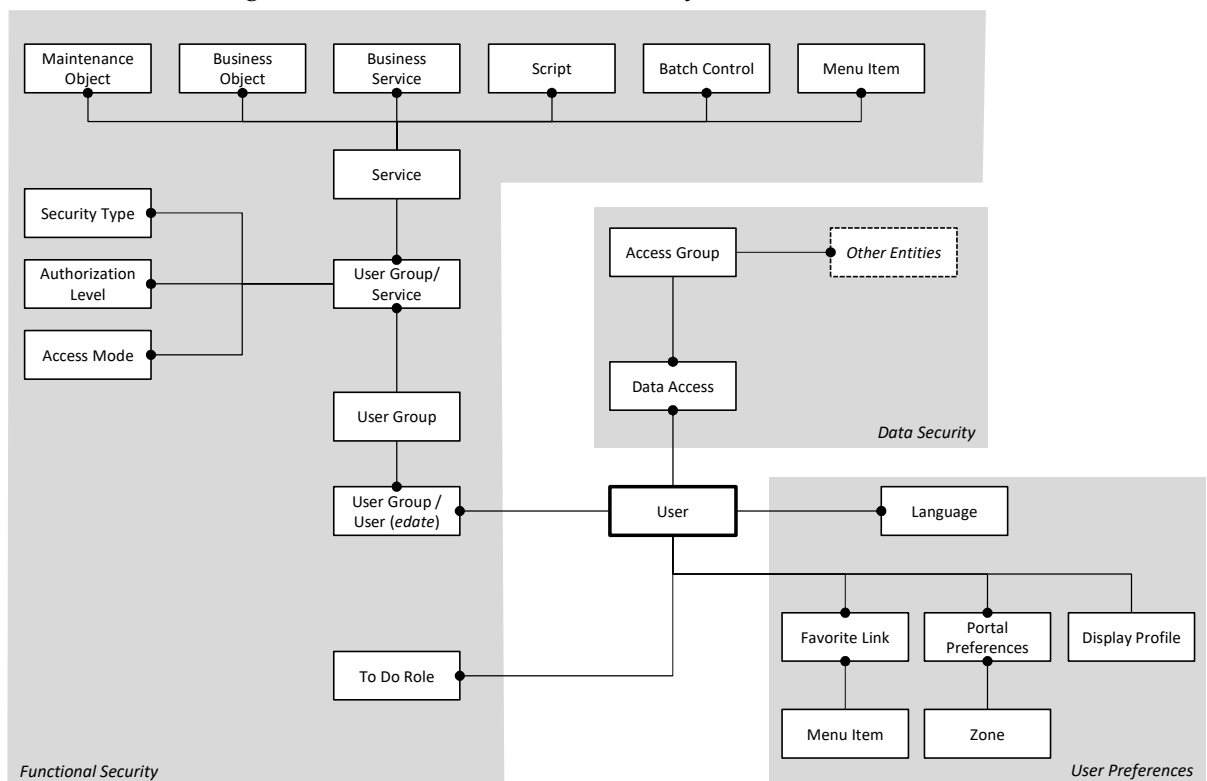 Maintenance
Object
Business
Object
Business
Service
Script
Batch Control
Menu Item
Service
Security Type
Authorization
Level
Access Mode
User Group/
Service
Access Group
Other Entities
Data Access
Data Security
User Group
User Group /
User (edate)
User
Language
Favorite Link
Portal
Preferences
Display Profile
To Do Role
Menu Item
Zone
Functional Security
User Preferences